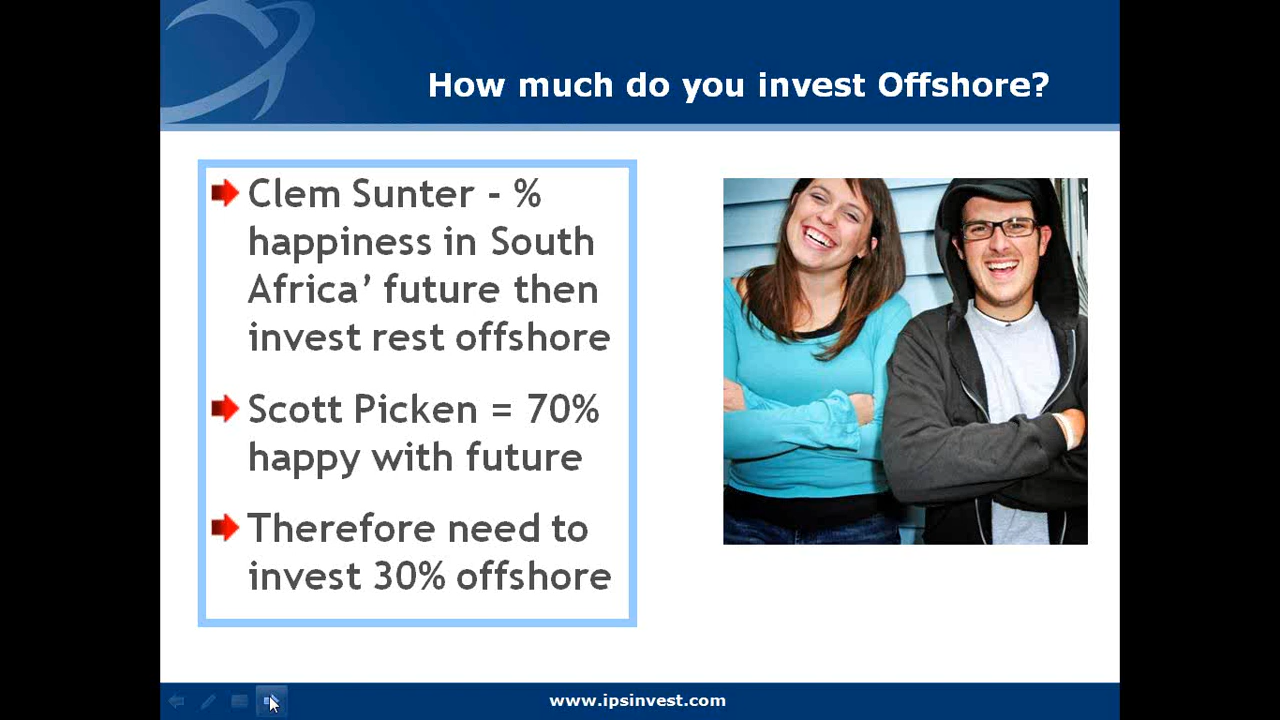 How much do you invest Offshore?
Clem Sunter - %
happiness in South
Africa’ future then
invest rest offshore
Scott Picken = 70%
happy with future
Therefore need to
invest 30% offshore
www.ipsinvest.com